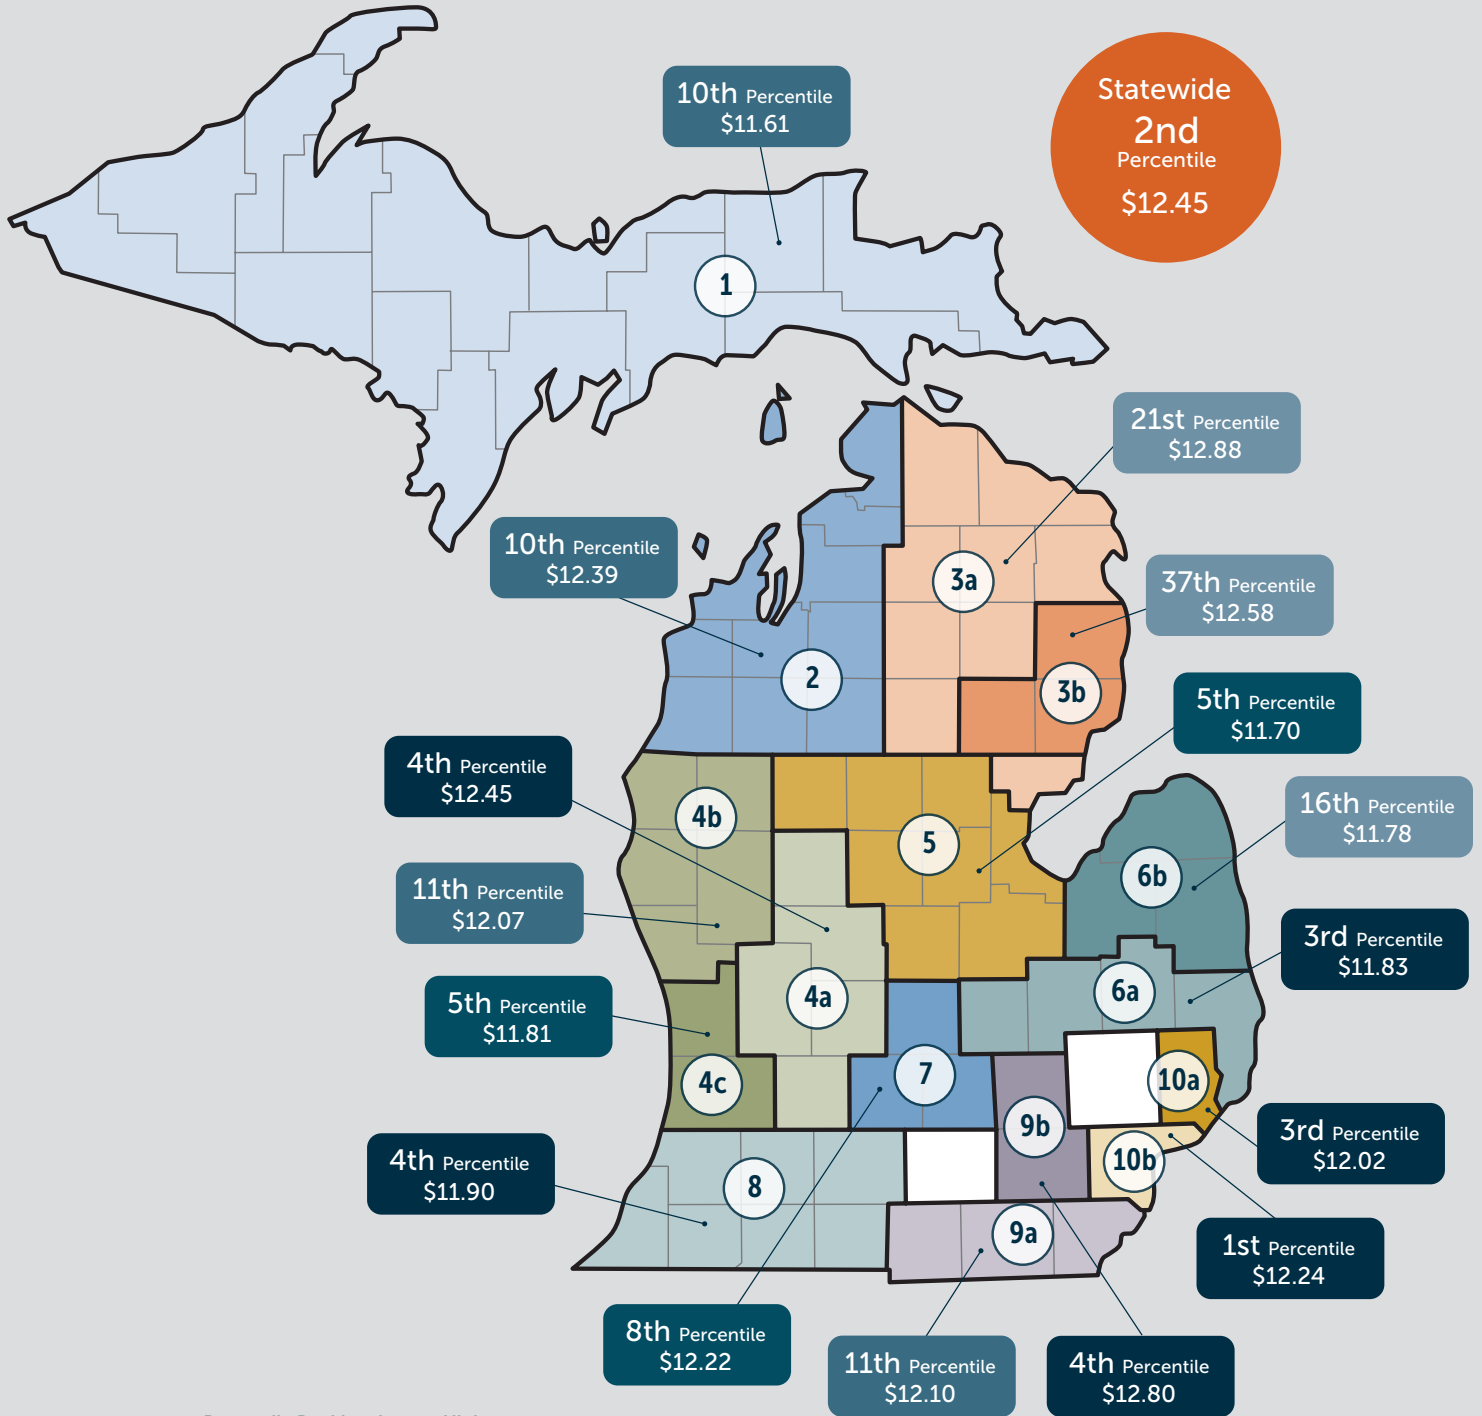 10th Percentile
$11.61
Statewide
2nd
Percentile
$12.45
1
21st Percentile
$12.88
10th Percentile
$12.39
3a
37th Percentile
$12.58
2
3b
5th Percentile
$11.70
4th Percentile
$12.45
4b
5
16th Percentile
$11.78
6b
11th Percentile
$12.07
3rd Percentile
$11.83
4a
6a
5th Percentile
$11.81
4c
7
10a
9b
3rd Percentile
$12.02
4th Percentile
$11.90
10b
8
9a
1st Percentile
$12.24
8th Percentile
$12.22
11th Percentile
$12.10
4th Percentile
$12.80